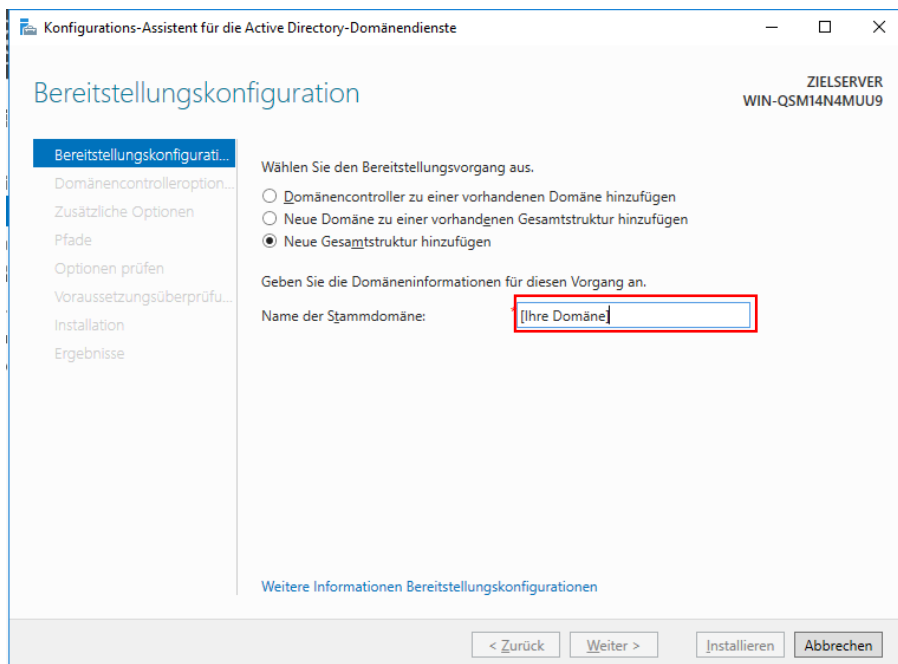 Konfigurations-Assistent für die Active Directory-Domänendienste
Bereitstellungskonfiguration
ZIELSERVER
WIN-QSM14N4MUU9
Bereitstellungskonfigurati...
Domänencontrolleroption...
Zusätzliche Optionen
Pfade
Optionen prüfen
Voraussetzungsüberprüfu...
Installation
Ergebnisse
Wählen Sie den Bereitstellungsvorgang aus.
Domänencontroller zu einer vorhandenen Domäne hinzufügen
Neue Domäne zu einer vorhandenen Gesamtstruktur hinzufügen
Neue Gesamtstruktur hinzufügen
Geben Sie die Domäneninformationen für diesen Vorgang an.
Name der Stammdomäne: * [Ihre Domäne]
Weitere Informationen Bereitstellungskonfigurationen
< Zurück Weiter > Installieren Abbrechen